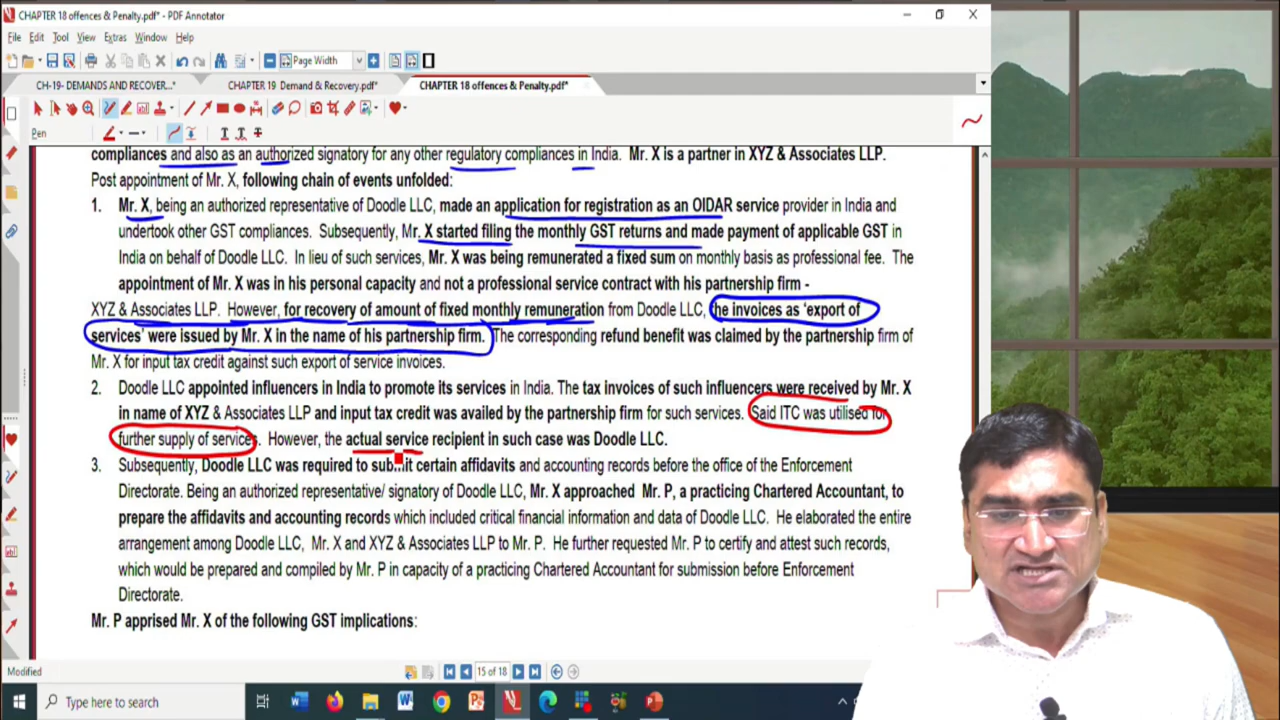 CHAPTER 18 offences & Penalty.pdf* - PDF Annotator
File Edit Tool View Extras Window Help
Page Width
CH-19- DEMANDS AND RECOVER...* CHAPTER 19 Demand & Recovery.pdf* CHAPTER 18 offences & Penalty.pdf*
Pen
compliances and also as an authorized signatory for any other regulatory compliances in India. Mr. X is a partner in XYZ & Associates LLP.
Post appointment of Mr. X, following chain of events unfolded:
1. Mr. X, being an authorized representative of Doodle LLC, made an application for registration as an OIDAR service provider in India and
undertook other GST compliances. Subsequently, Mr. X started filing the monthly GST returns and made payment of applicable GST in
India on behalf of Doodle LLC. In lieu of such services, Mr. X was being remunerated a fixed sum on monthly basis as professional fee. The
appointment of Mr. X was in his personal capacity and not a professional service contract with his partnership firm -
XYZ & Associates LLP. However, for recovery of amount of fixed monthly remuneration from Doodle LLC, he invoices as 'export of
services' were issued by Mr. X in the name of his partnership firm. The corresponding refund benefit was claimed by the partnership firm of
Mr. X for input tax credit against such export of service invoices.
2. Doodle LLC appointed influencers in India to promote its services in India. The tax invoices of such influencers were received by Mr. X
in name of XYZ & Associates LLP and input tax credit was availed by the partnership firm for such services. Said ITC was utilised for
further supply of services. However, the actual service recipient in such case was Doodle LLC.
3. Subsequently, Doodle LLC was required to submit certain affidavits and accounting records before the office of the Enforcement
Directorate. Being an authorized representative/ signatory of Doodle LLC, Mr. X approached Mr. P, a practicing Chartered Accountant, to
prepare the affidavits and accounting records which included critical financial information and data of Doodle LLC. He elaborated the entire
arrangement among Doodle LLC, Mr. X and XYZ & Associates LLP to Mr. P. He further requested Mr. P to certify and attest such records,
which would be prepared and compiled by Mr. P in capacity of a practicing Chartered Accountant for submission before Enforcement
Directorate.
Mr. P apprised Mr. X of the following GST implications:
Modified 15 of 18
Type here to search